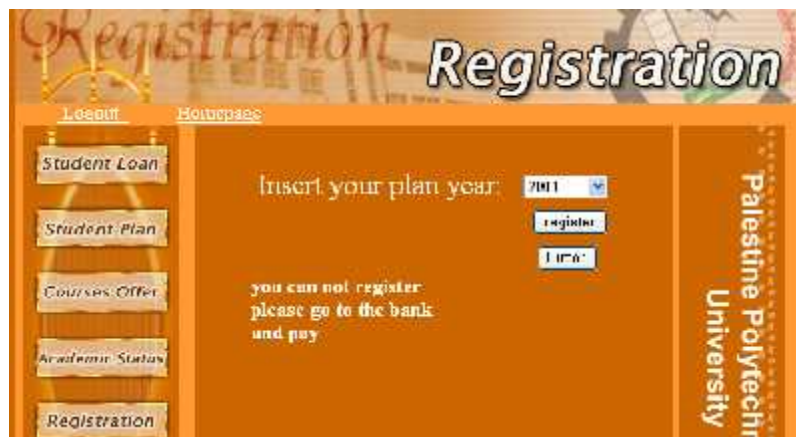 Registration
Registration
Logout Homepage
Student Loan
Student Plan
Courses Offer
Academic Status
Registration
Insert your plan year:
register
you can not register
please go to the bank
and pay
Palestine Polytechn
University